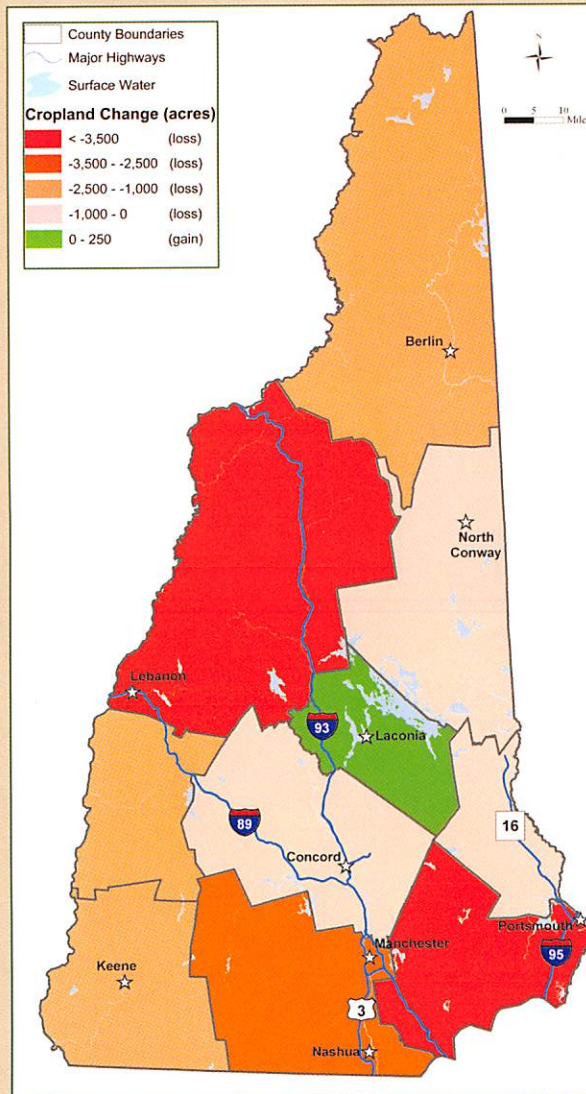 County Boundaries
Major Highways
Surface Water
Cropland Change (acres)
< -3,500 (loss)
-3,500 - -2,500 (loss)
-2,500 - -1,000 (loss)
-1,000 - 0 (loss)
0 - 250 (gain)
N
0 5 10
Mile
Berlin
North
Conway
Lebanon
93
Laconia
89
16
Concord
Portsmouth
Manchester
95
Keene
3
Nashua